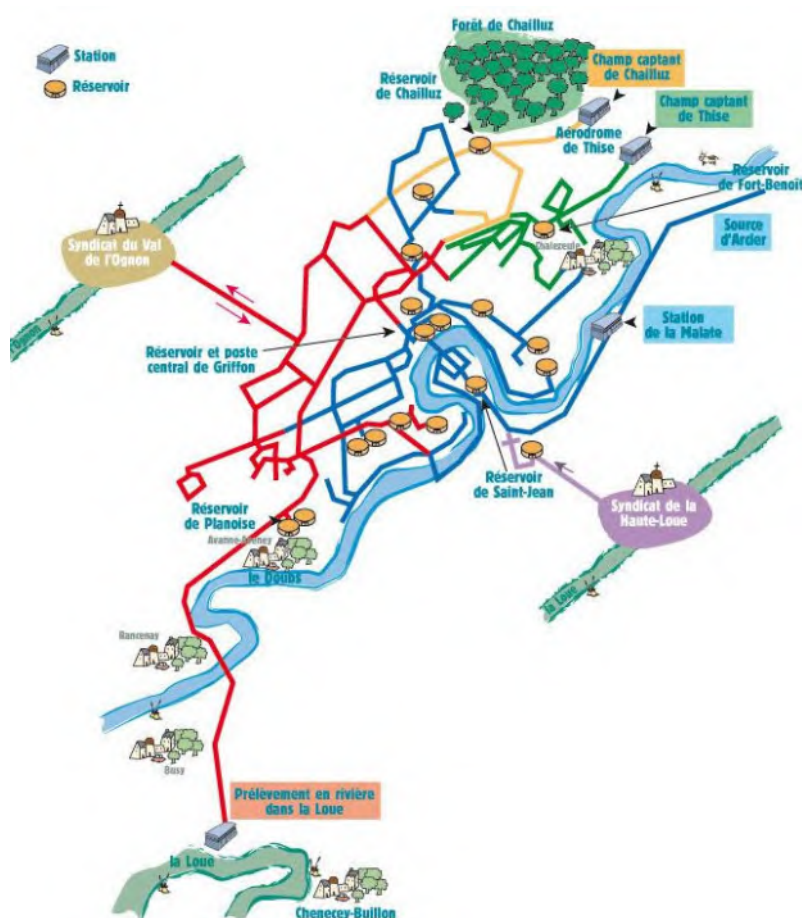 Station
Réservoir
Forêt de Chailluz
Réservoir
de Chailluz
Champ captant
de Chailluz
Champ captant
de Thise
Aérodrome
de Thise
Réservoir
de Fort-Benoit
Chalezeule
Source
d'Arcier
Syndicat du Val
de l'Ognon
Ognon
Station
de la Malate
Réservoir et poste
central de Griffon
Réservoir
de Saint-Jean
Syndicat de la
Haute-Loue
la Loue
Réservoir
de Planoise
Avanne-Aveney
le Doubs
Rancenay
Busy
Prélèvement en rivière
dans la Loue
la Loue
Chenecey-Buillon